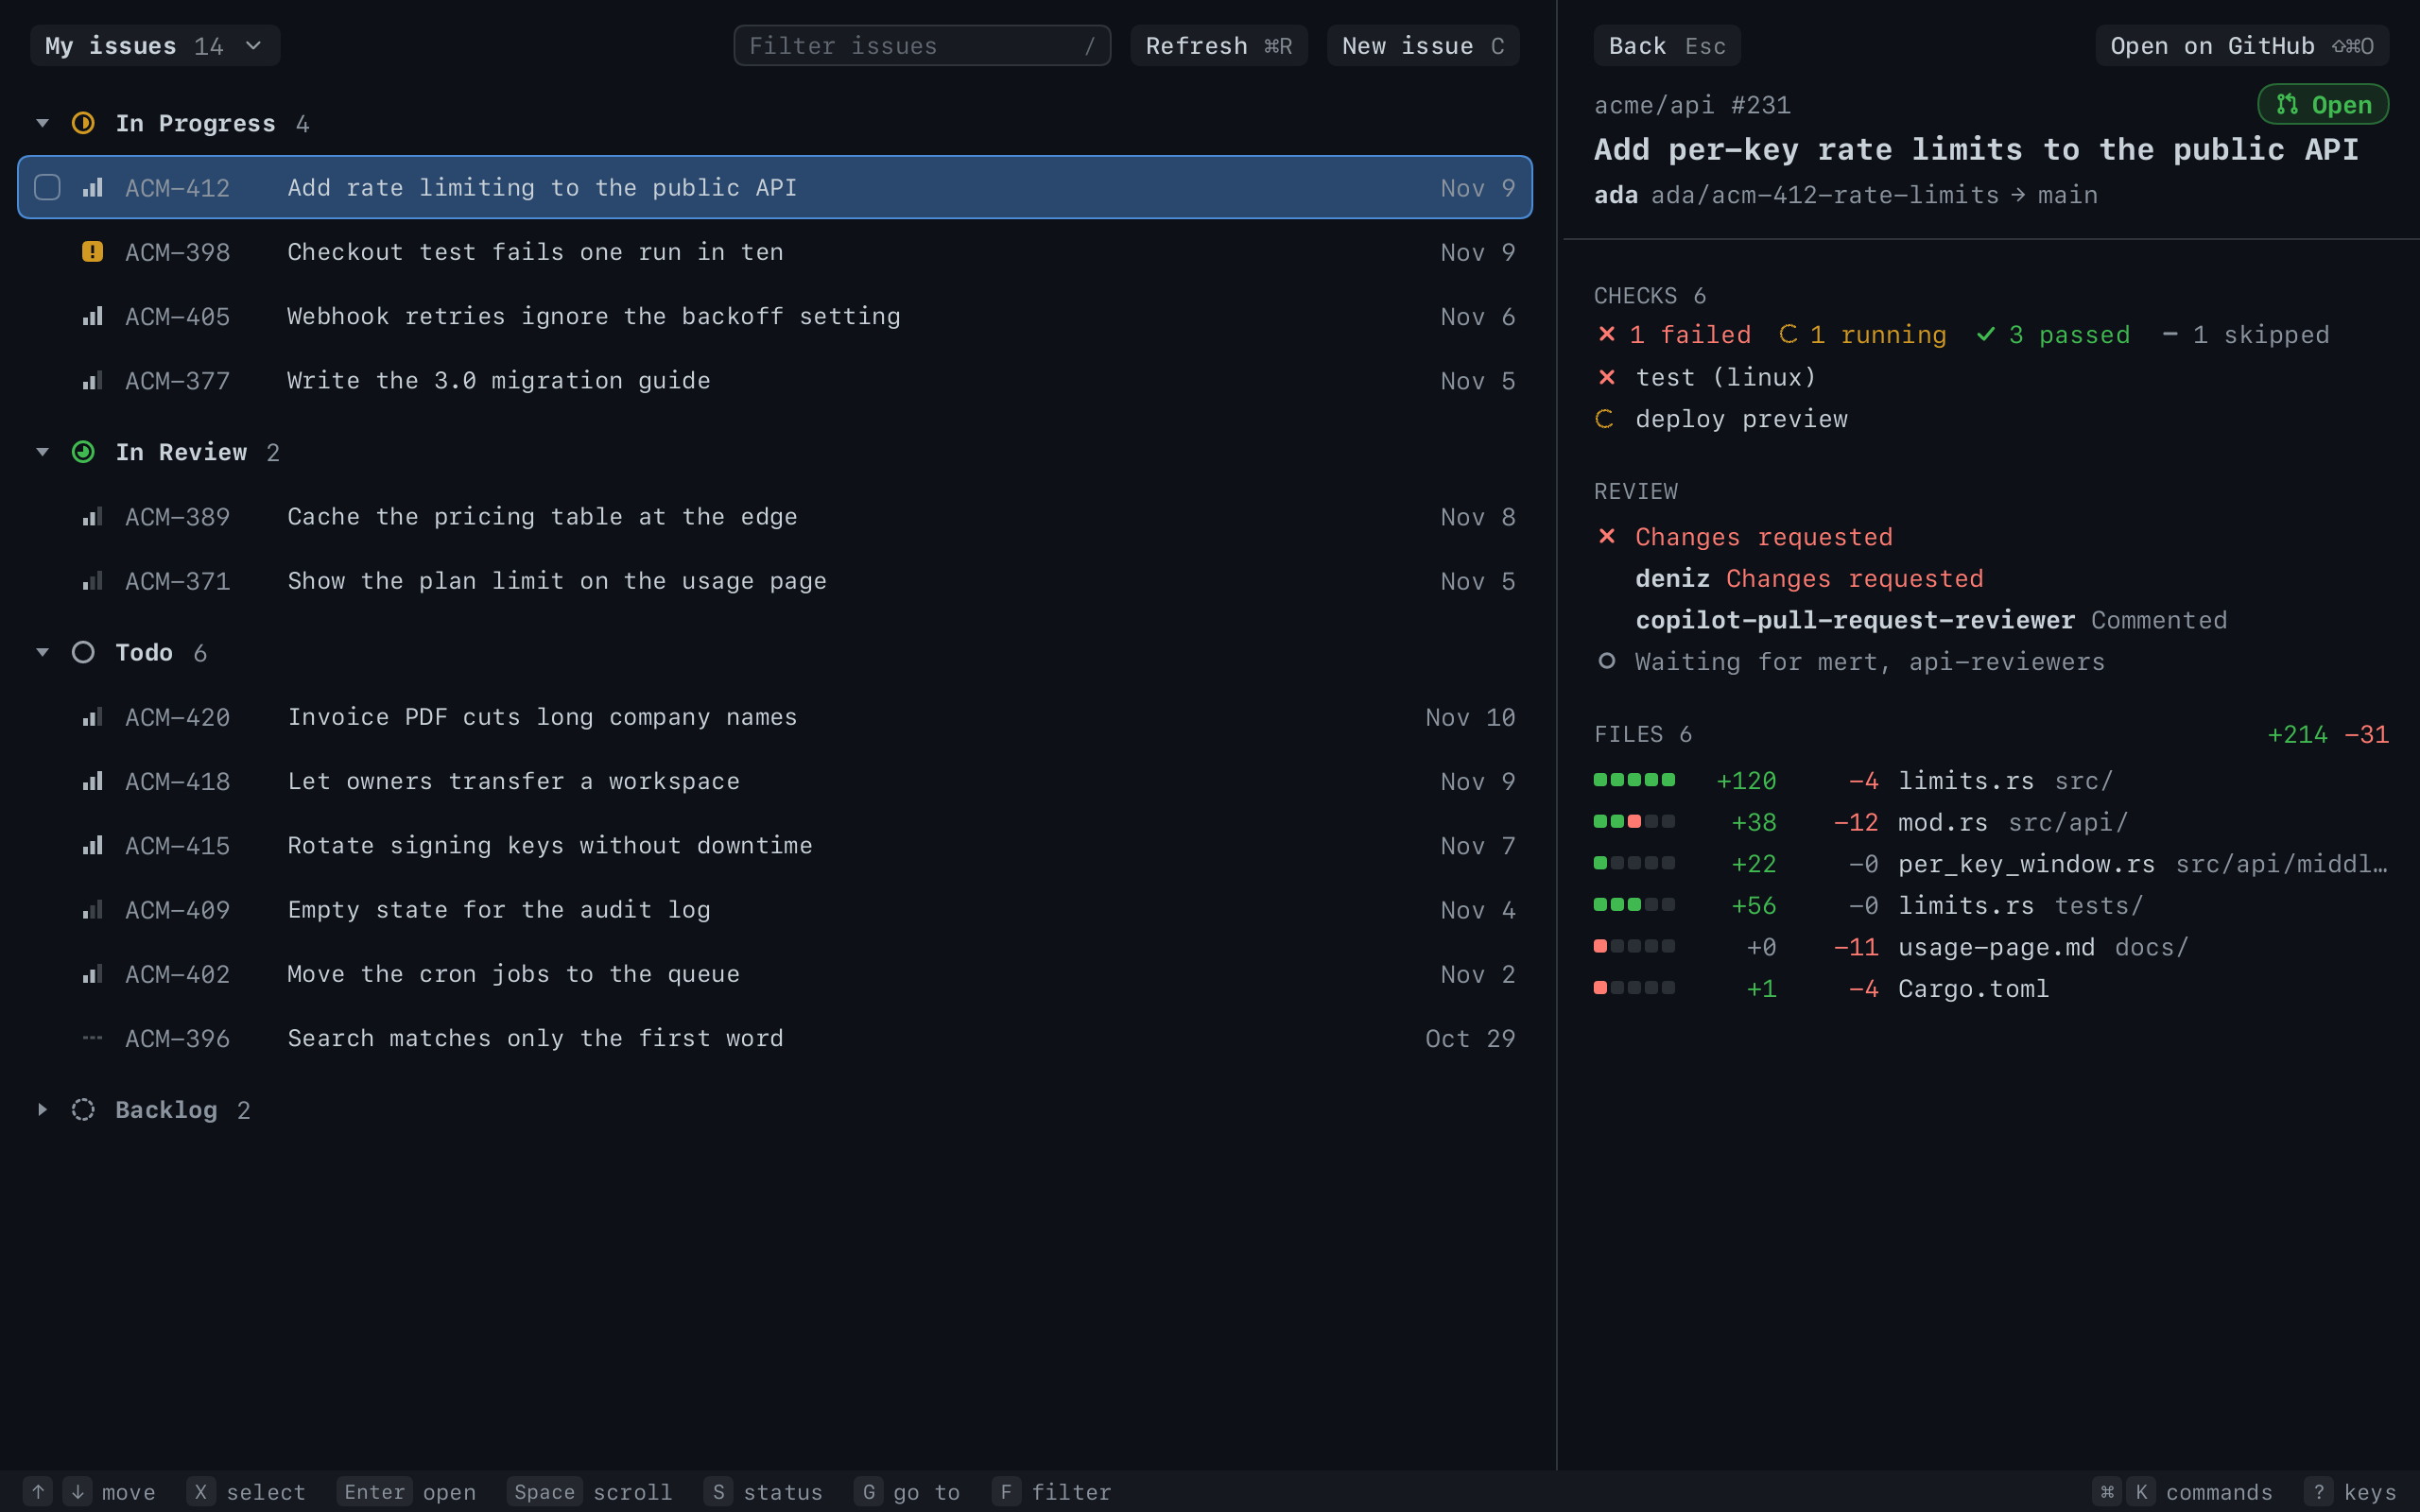 My issues 14
Filter issues /
Refresh ⌘R
New issue C
In Progress 4
ACM-412 Add rate limiting to the public API Nov 9
ACM-398 Checkout test fails one run in ten Nov 9
ACM-405 Webhook retries ignore the backoff setting Nov 6
ACM-377 Write the 3.0 migration guide Nov 5
In Review 2
ACM-389 Cache the pricing table at the edge Nov 8
ACM-371 Show the plan limit on the usage page Nov 5
Todo 6
ACM-420 Invoice PDF cuts long company names Nov 10
ACM-418 Let owners transfer a workspace Nov 9
ACM-415 Rotate signing keys without downtime Nov 7
ACM-409 Empty state for the audit log Nov 4
ACM-402 Move the cron jobs to the queue Nov 2
ACM-396 Search matches only the first word Oct 29
Backlog 2
Back Esc
Open on GitHub ⇧⌘O
acme/api #231 Open
Add per-key rate limits to the public API
ada ada/acm-412-rate-limits → main
CHECKS 6
1 failed 1 running 3 passed 1 skipped
test (linux)
deploy preview
REVIEW
Changes requested
deniz Changes requested
copilot-pull-request-reviewer Commented
Waiting for mert, api-reviewers
FILES 6 +214 -31
+120 -4 limits.rs src/
+38 -12 mod.rs src/api/
+22 -0 per_key_window.rs src/api/middl…
+56 -0 limits.rs tests/
+0 -11 usage-page.md docs/
+1 -4 Cargo.toml
↑ ↓ move X select Enter open Space scroll S status G go to F filter ⌘ K commands ? keys